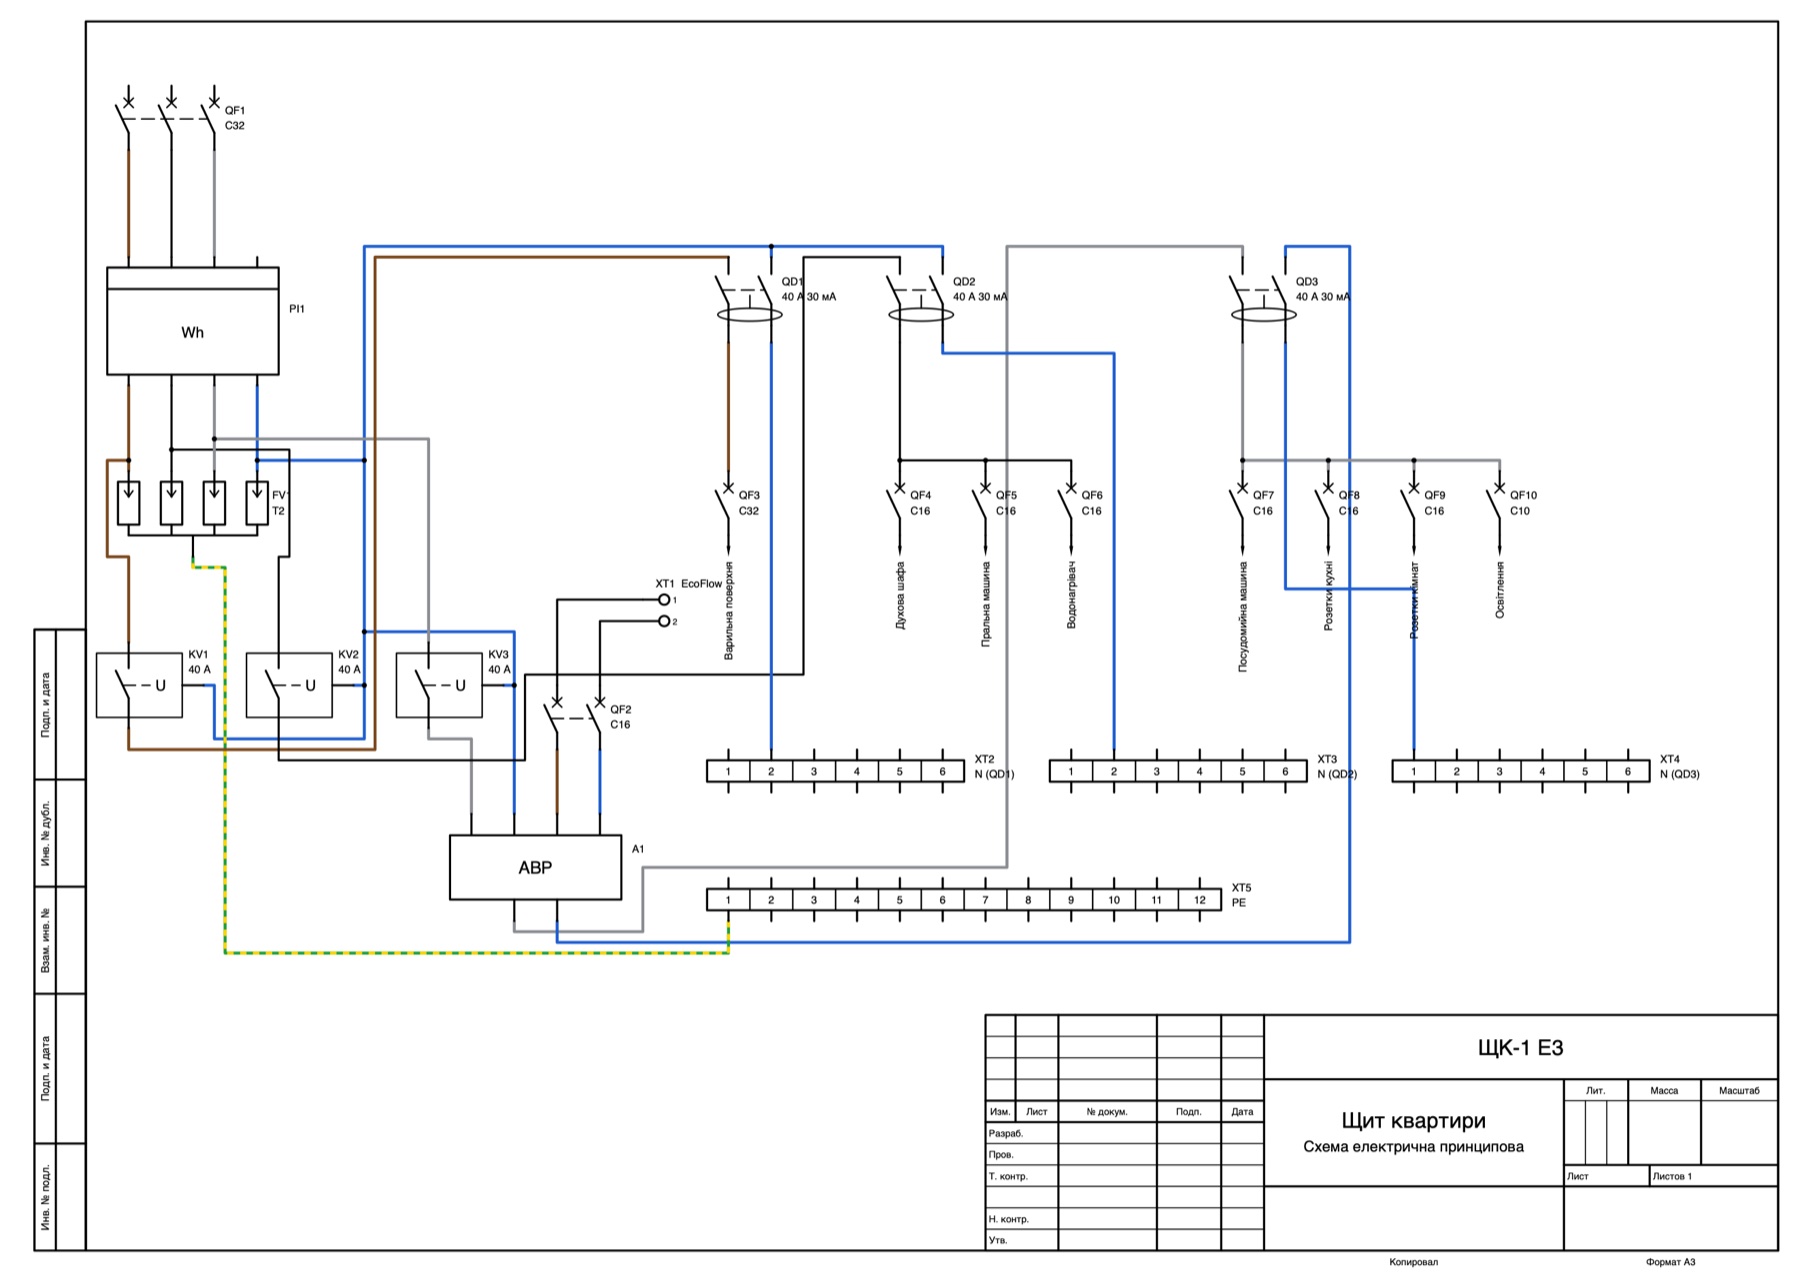 QF1
C32
PI1
Wh
QD1
40 A 30 мА
QD2
40 A 30 мА
QD3
40 A 30 мА
FV1
T2
QF3
C32
QF4
C16
QF5
C16
QF6
C16
QF7
C16
QF8
C16
QF9
C16
QF10
C10
Варильна поверхня
Духова шафа
Пральна машина
Водонагрівач
Посудомийна машина
Розетки кухні
Розетки кімнат
Освітлення
XT1 EcoFlow
1
2
KV1
40 A
U
KV2
40 A
U
KV3
40 A
U
QF2
C16
1 2 3 4 5 6
XT2
N (QD1)
1 2 3 4 5 6
XT3
N (QD2)
1 2 3 4 5 6
XT4
N (QD3)
АВР
A1
1 2 3 4 5 6 7 8 9 10 11 12
XT5
PE
Подп. и дата
Инв. № дубл.
Взам. инв. №
Подп. и дата
Инв. № подл.
ЩК-1 Е3
Щит квартири
Схема електрична принципова
Лит. Масса Масштаб
Изм. Лист № докум. Подп. Дата
Разраб.
Пров.
Т. контр.
Н. контр.
Утв.
Лист Листов 1
Копировал Формат А3